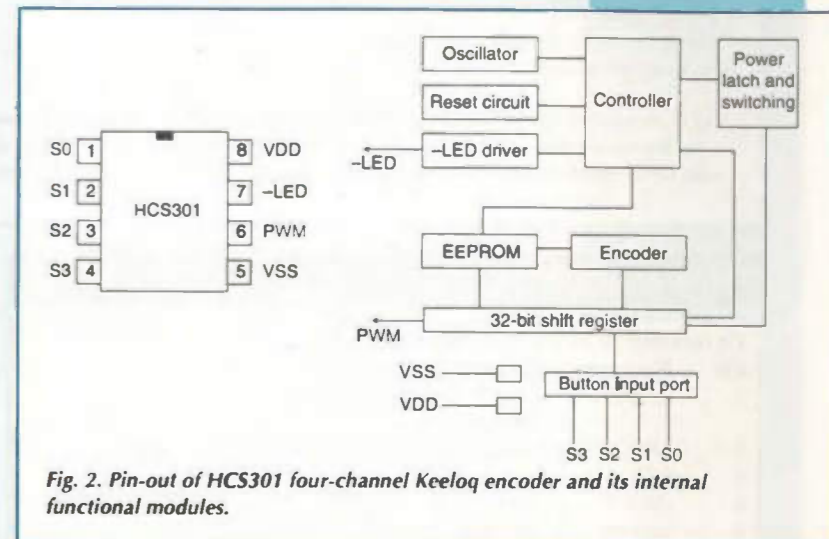 S0 1
S1 2
S2 3
S3 4
HCS301
8 VDD
7 –LED
6 PWM
5 VSS
Oscillator
Reset circuit
–LED driver
–LED
Controller
Power
latch and
switching
EEPROM
Encoder
32-bit shift register
PWM
VSS
VDD
Button input port
S3 S2 S1 S0
Fig. 2. Pin-out of HCS301 four-channel Keeloq encoder and its internal
functional modules.